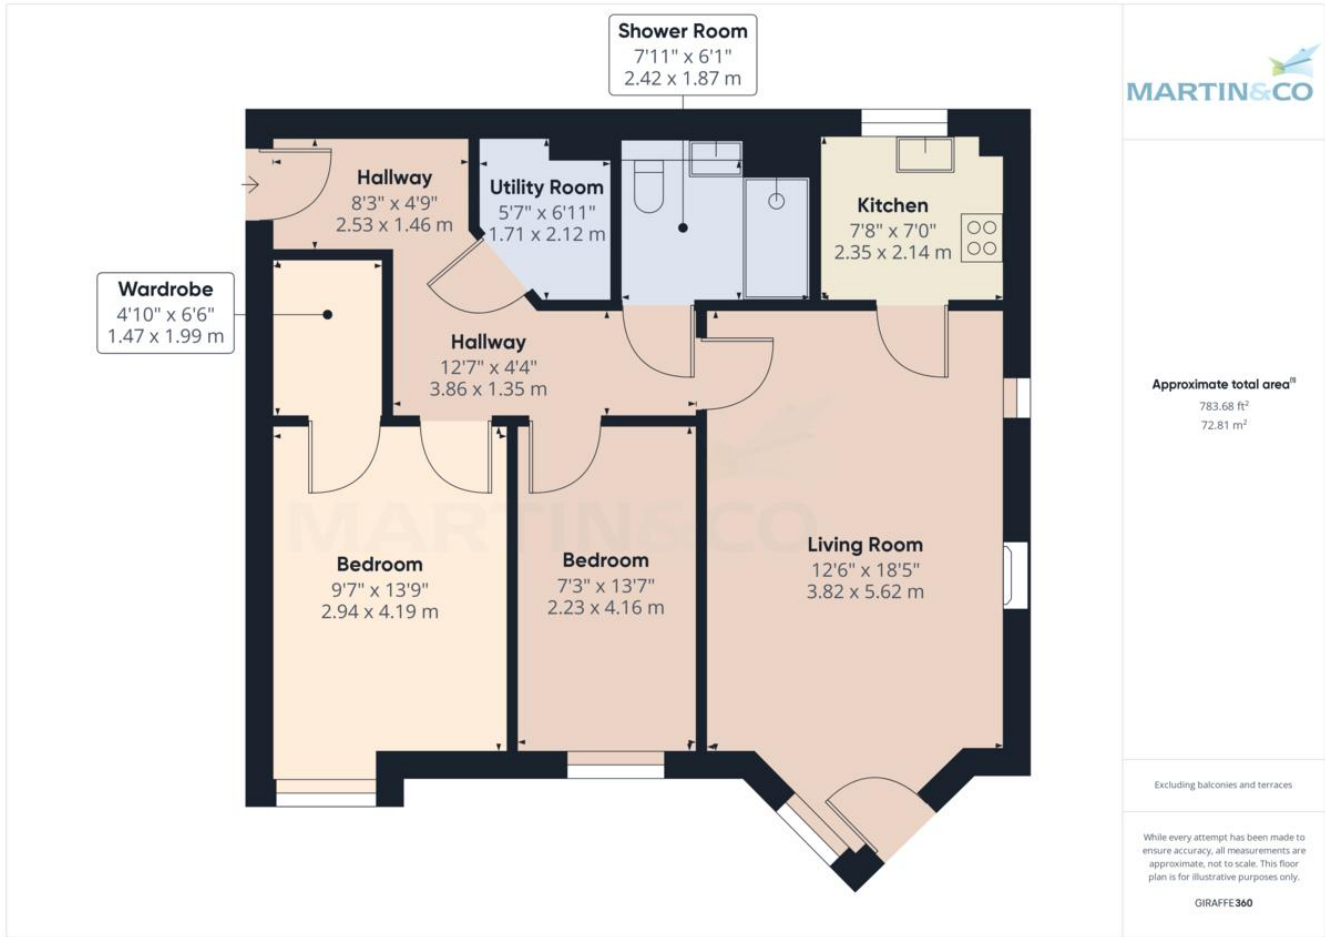 Shower Room
7'11" x 6'1"
2.42 x 1.87 m
MARTIN&CO
Hallway
8'3" x 4'9"
2.53 x 1.46 m
Utility Room
5'7" x 6'11"
1.71 x 2.12 m
Kitchen
7'8" x 7'0"
2.35 x 2.14 m
Wardrobe
4'10" x 6'6"
1.47 x 1.99 m
Hallway
12'7" x 4'4"
3.86 x 1.35 m
Approximate total area⁽¹⁾
783.68 ft²
72.81 m²
MARTIN&CO
Bedroom
9'7" x 13'9"
2.94 x 4.19 m
Bedroom
7'3" x 13'7"
2.23 x 4.16 m
Living Room
12'6" x 18'5"
3.82 x 5.62 m
Excluding balconies and terraces
While every attempt has been made to
ensure accuracy, all measurements are
approximate, not to scale. This floor
plan is for illustrative purposes only.
GIRAFFE360